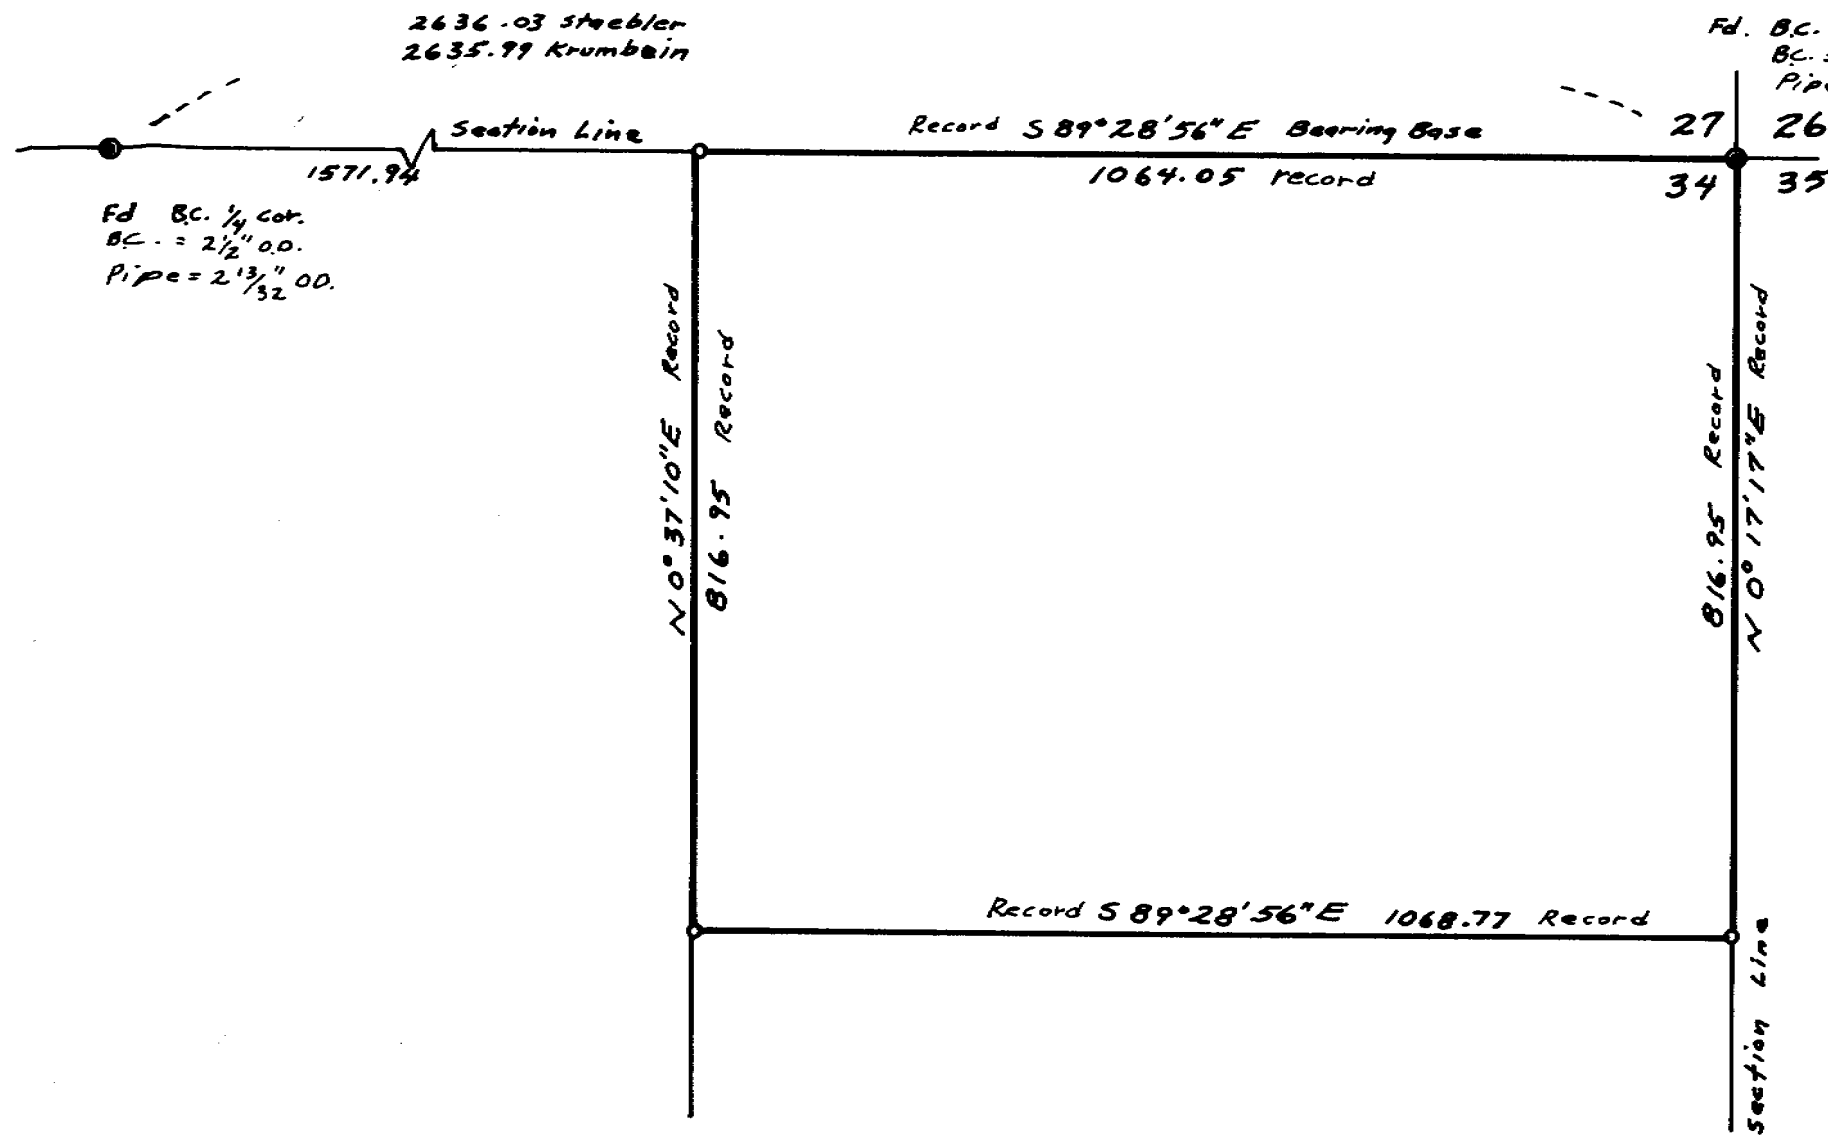 2636.03 Staebler
2635.99 Krumbein
Fd. B.C.
B.C. =
Pipe
Section Line
Record S 89°28'56" E Bearing Base
27
26
1571.94
1064.05 record
34
35
Fd B.C. 1/4 cor.
B.C. = 2 1/2" O.D.
Pipe = 2 13/32" O.D.
N 0° 37' 10" E Record
816.95 Record
816.95 Record
N 0° 17' 17" E Record
Record S 89°28'56" E 1068.77 Record
Section Line